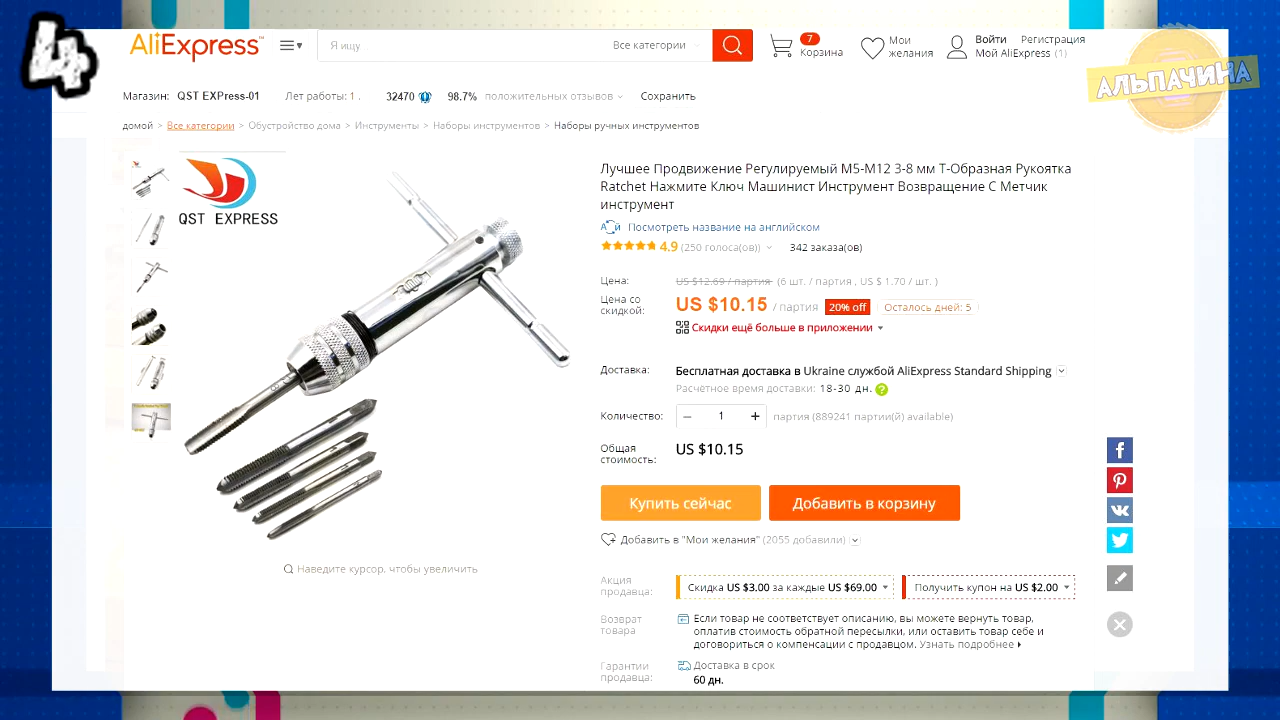 4
AliExpress™
Я ищу...
Все категории
7
Корзина
Мои
желания
Войти Регистрация
Мой AliExpress (1)
АЛЬПАЧИНА
Магазин: QST EXPress-01 Лет работы: 1 . 32470 98.7% положительных отзывов Сохранить
домой > Все категории > Обустройство дома > Инструменты > Наборы инструментов > Наборы ручных инструментов
QST EXPRESS
Лучшее Продвижение Регулируемый М5-М12 3-8 мм Т-Образная Рукоятка
Ratchet Нажмите Ключ Машинист Инструмент Возвращение С Метчик
инструмент
Посмотреть название на английском
4.9 (250 голоса(ов)) 342 заказа(ов)
Цена: US $12.69 / партия (6 шт. / партия , US $ 1.70 / шт. )
Цена со
скидкой:
US $10.15 / партия 20% off Осталось дней: 5
Скидки ещё больше в приложении
Доставка: Бесплатная доставка в Ukraine службой AliExpress Standard Shipping
Расчётное время доставки: 18-30 дн. ?
Количество: – 1 + партия (889241 партии(й) available)
Общая
стоимость:
US $10.15
Купить сейчас
Добавить в корзину
Добавить в "Мои желания" (2055 добавили)
Наведите курсор, чтобы увеличить
Акция
продавца:
Скидка US $3.00 за каждые US $69.00
Получить купон на US $2.00
Возврат
товара
Если товар не соответствует описанию, вы можете вернуть товар,
оплатив стоимость обратной пересылки, или оставить товар себе и
договориться о компенсации с продавцом. Узнать подробнее
Гарантии
продавца:
Доставка в срок
60 дн.